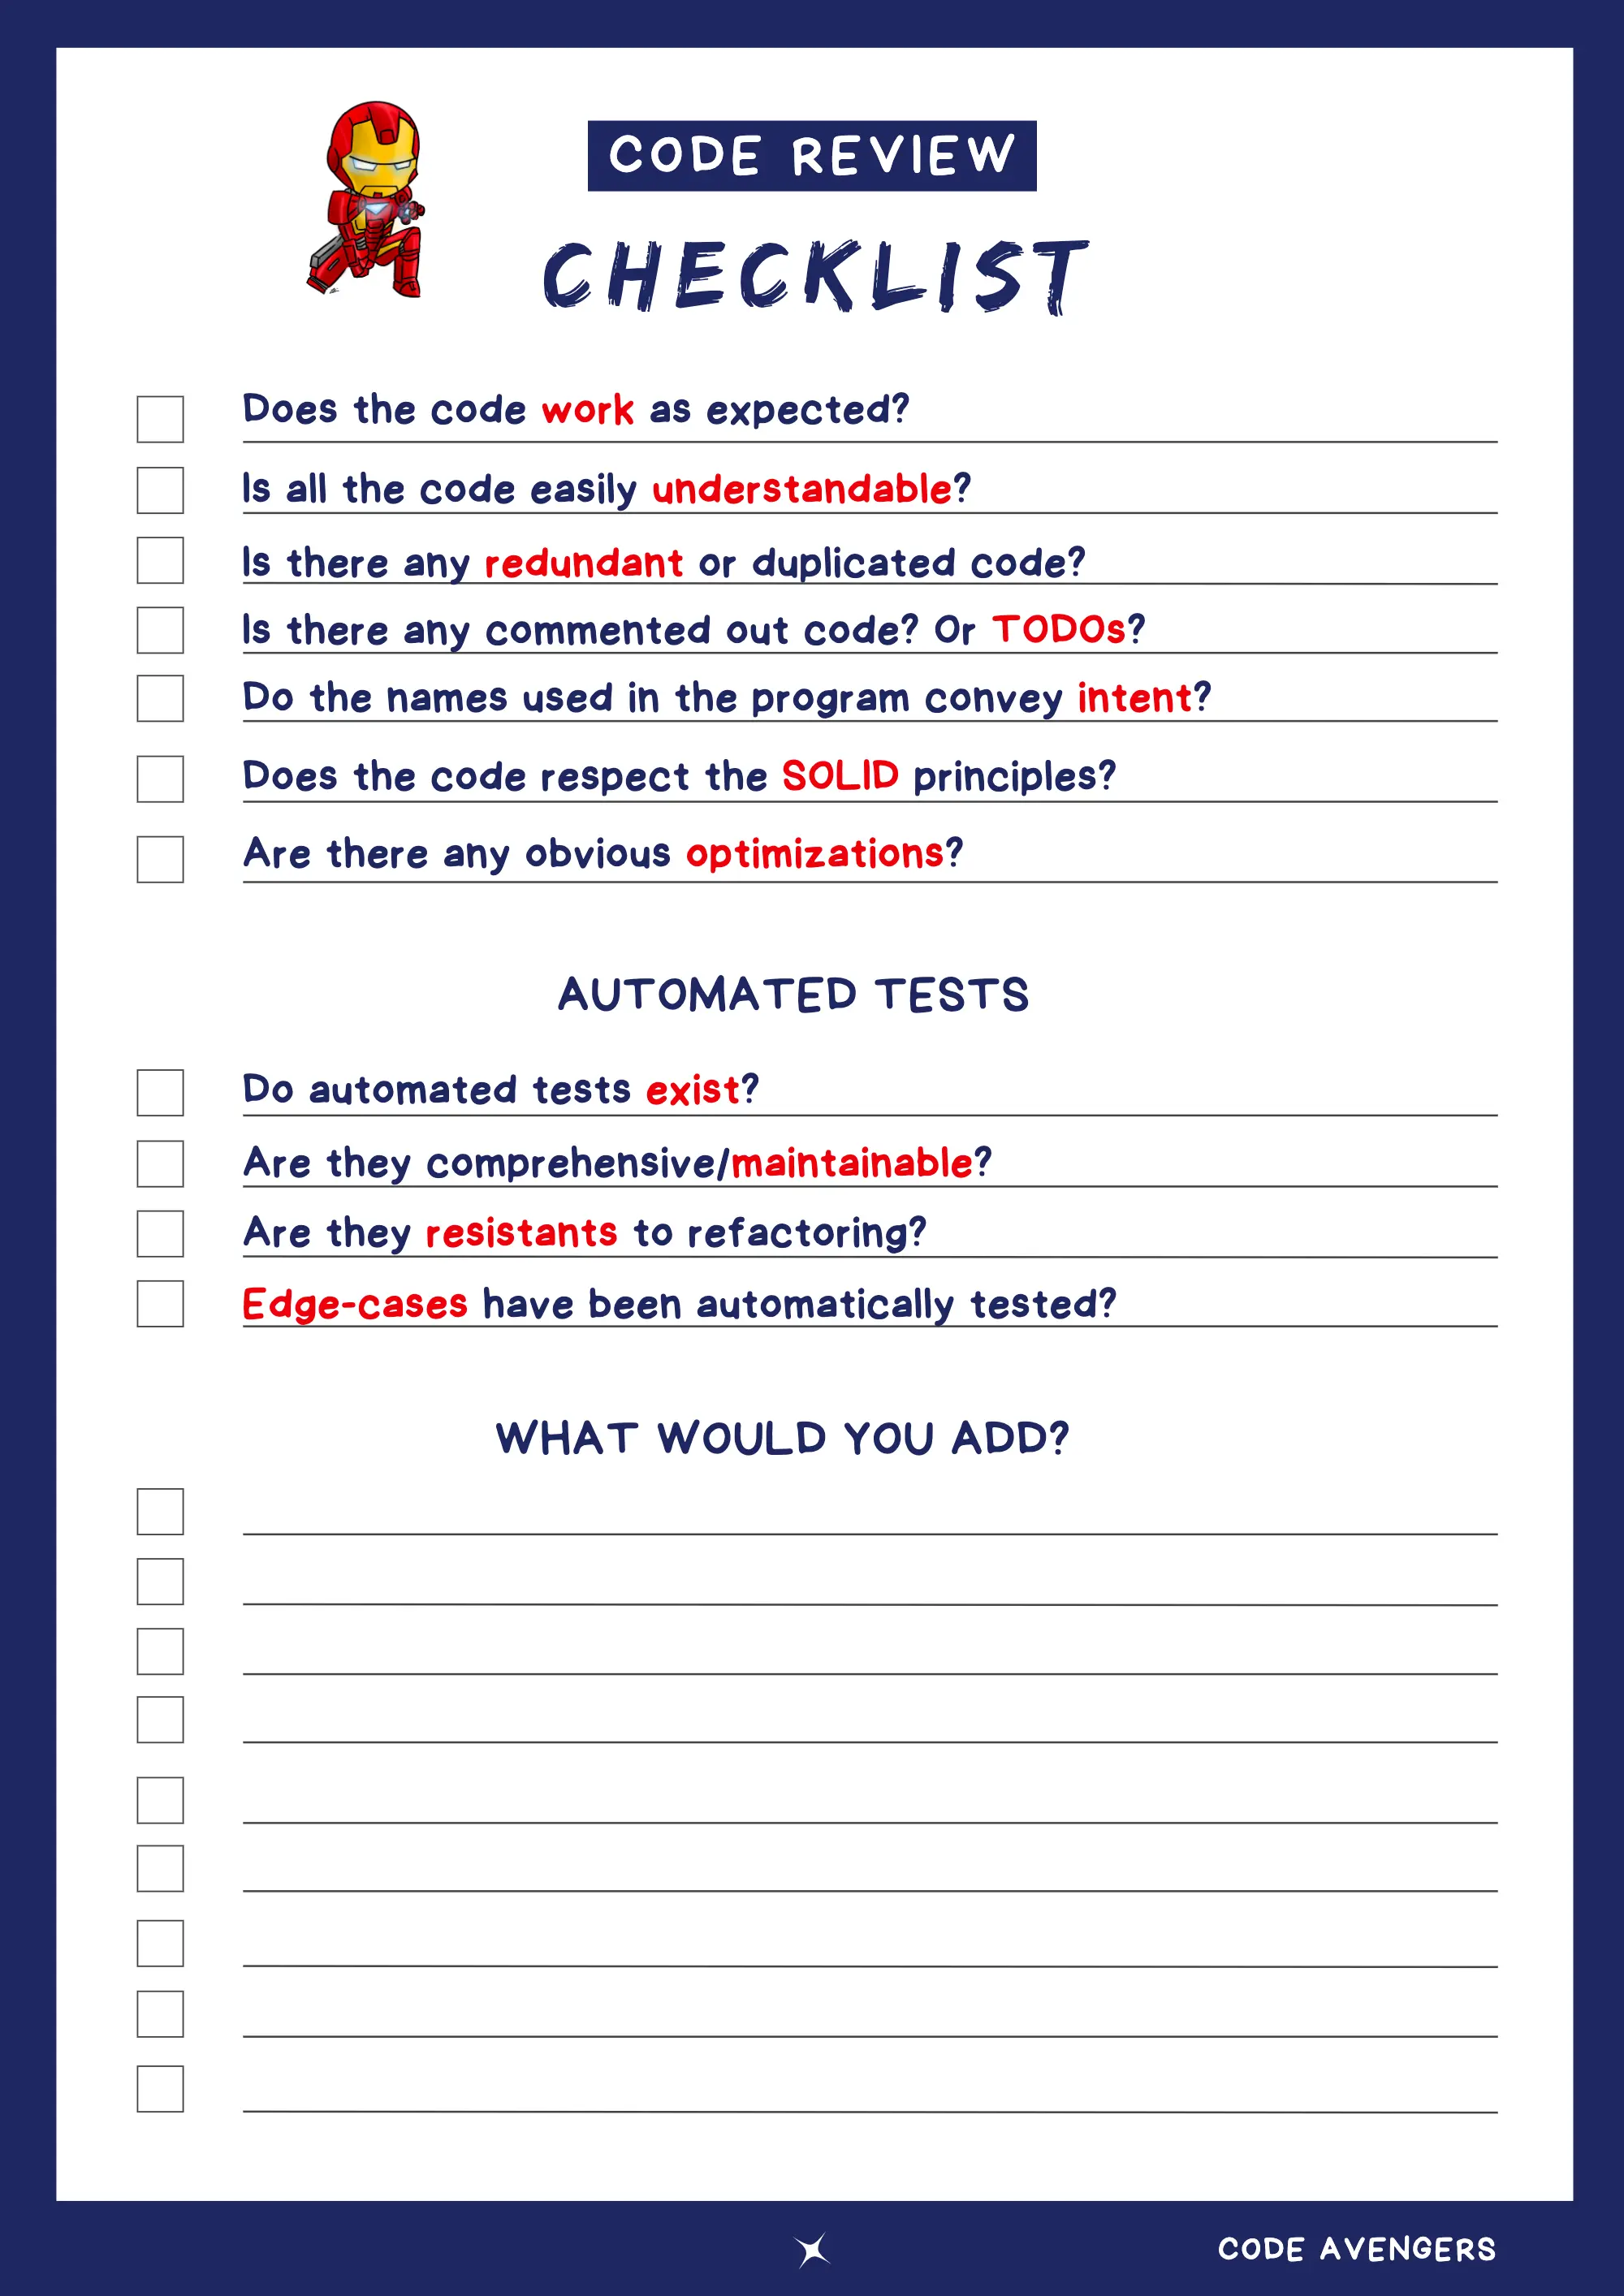 CODE REVIEW
CHECKLIST
Does the code work as expected?
Is all the code easily understandable?
Is there any redundant or duplicated code?
Is there any commented out code? Or TODOs?
Do the names used in the program convey intent?
Does the code respect the SOLID principles?
Are there any obvious optimizations?
AUTOMATED TESTS
Do automated tests exist?
Are they comprehensive/maintainable?
Are they resistants to refactoring?
Edge-cases have been automatically tested?
WHAT WOULD YOU ADD?
CODE AVENGERS